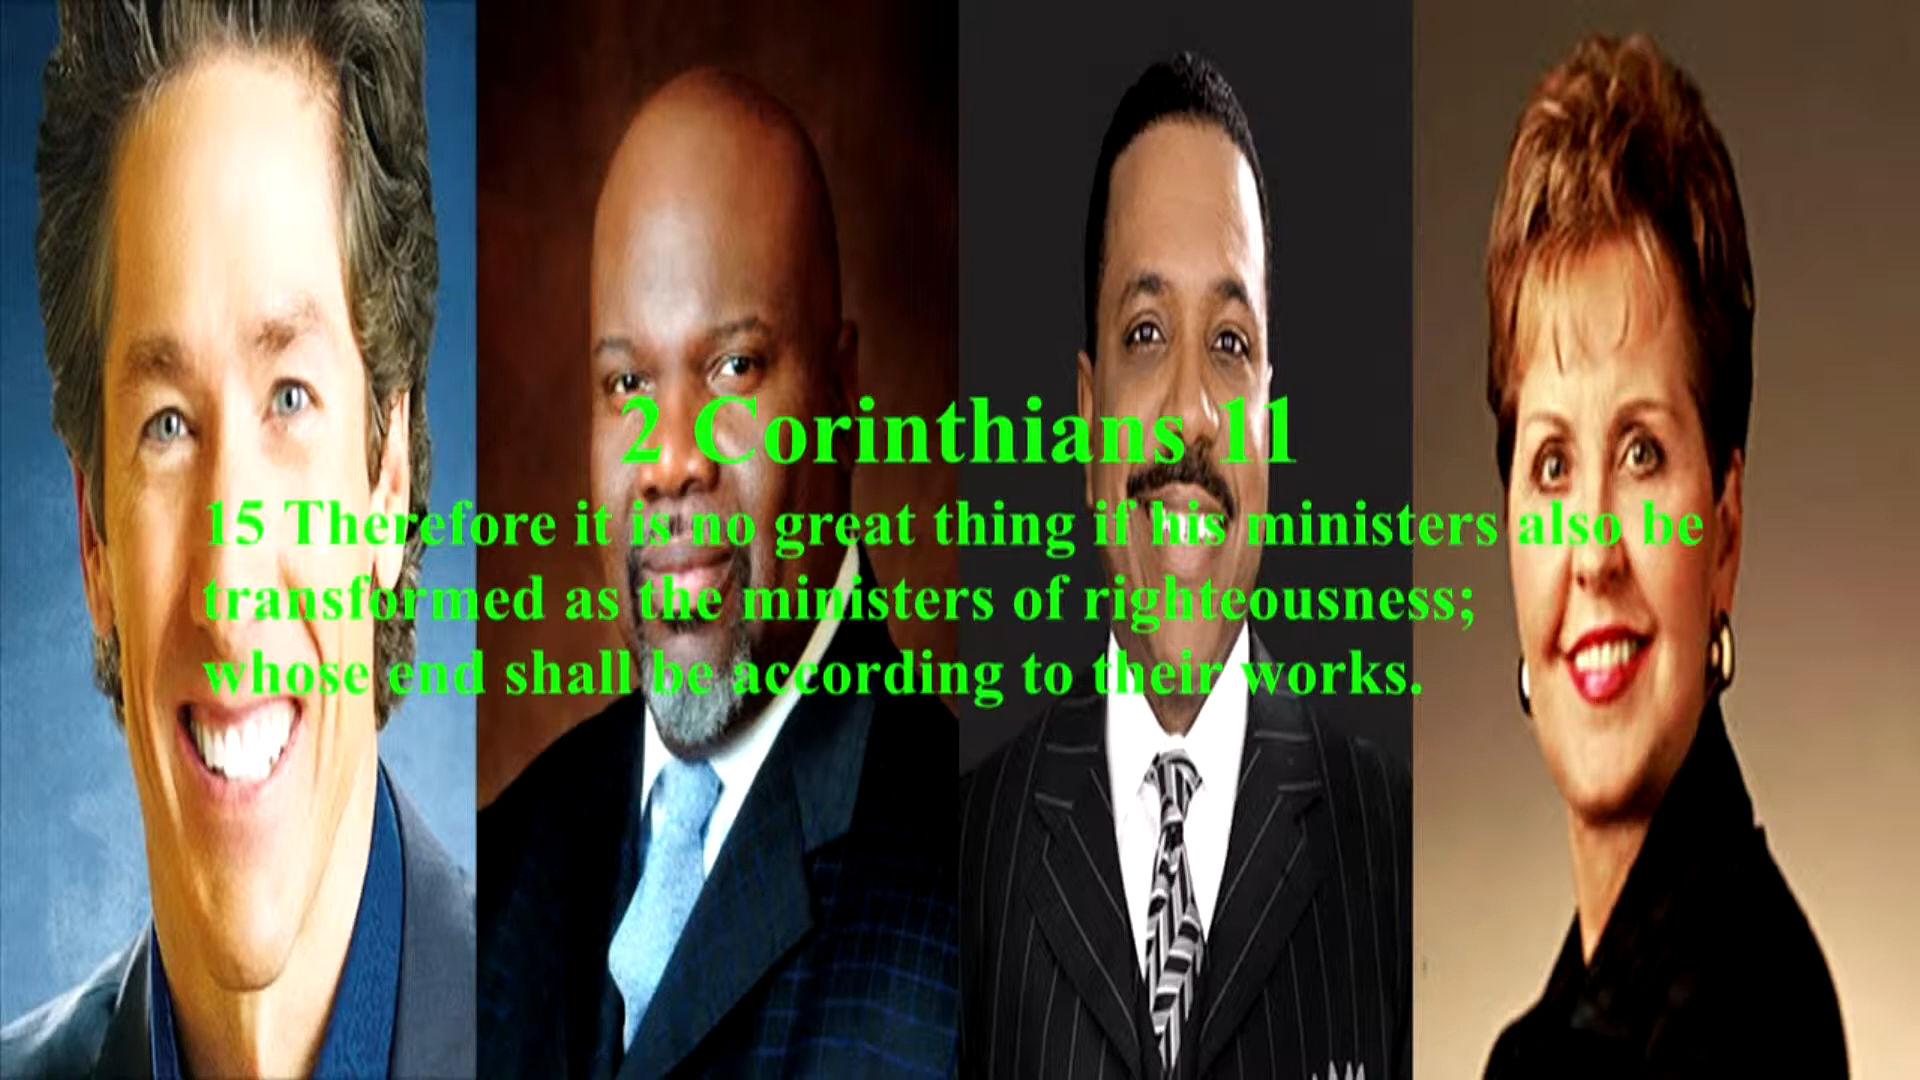 2 Corinthians 11
15 Therefore it is no great thing if his ministers also be
transformed as the ministers of righteousness;
whose end shall be according to their works.